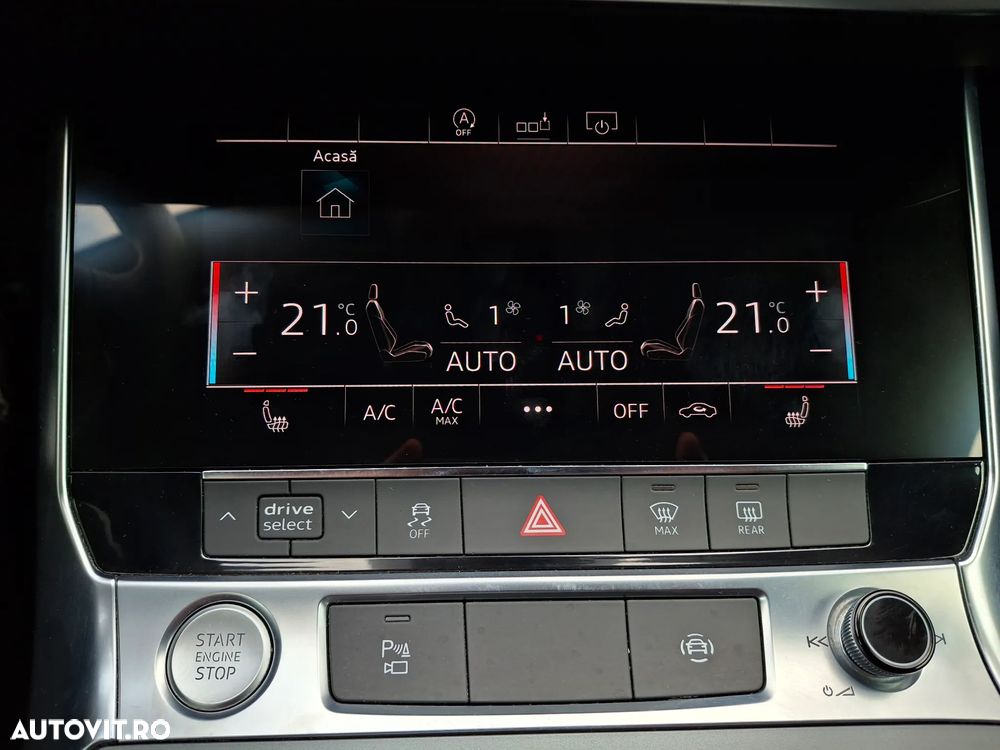 A
OFF
Acasă
+ 21.0 °C 1 1 21.0 °C +
− AUTO AUTO −
A/C A/C MAX ••• OFF
drive select
OFF
MAX
REAR
START ENGINE STOP
P
AUTOVIT.RO